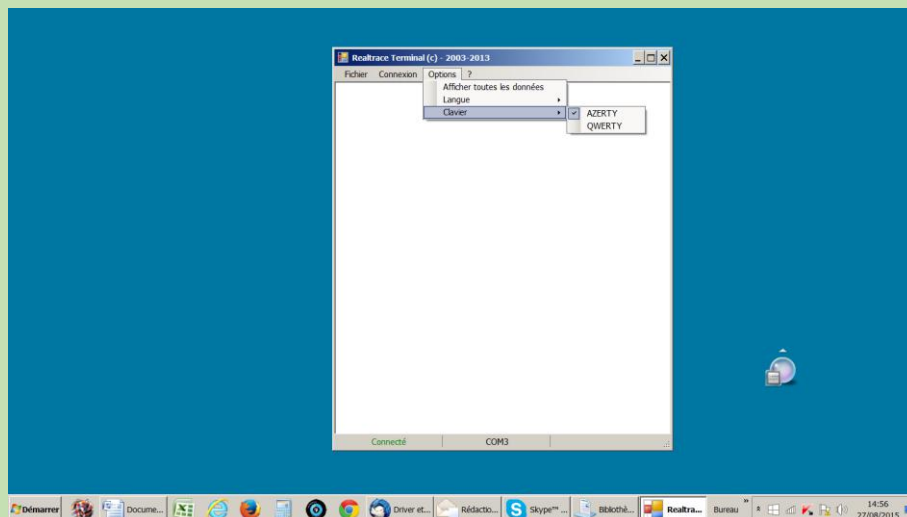 Realtrace Terminal (c) - 2003-2013
Fichier Connexion Options ?
Afficher toutes les données
Langue
Clavier
AZERTY
QWERTY
Connecté COM3
Démarrer Docume... Driver et... Rédactio... Skype™ ... Bibliothè... Realtra... Bureau » 14:56
27/08/2015